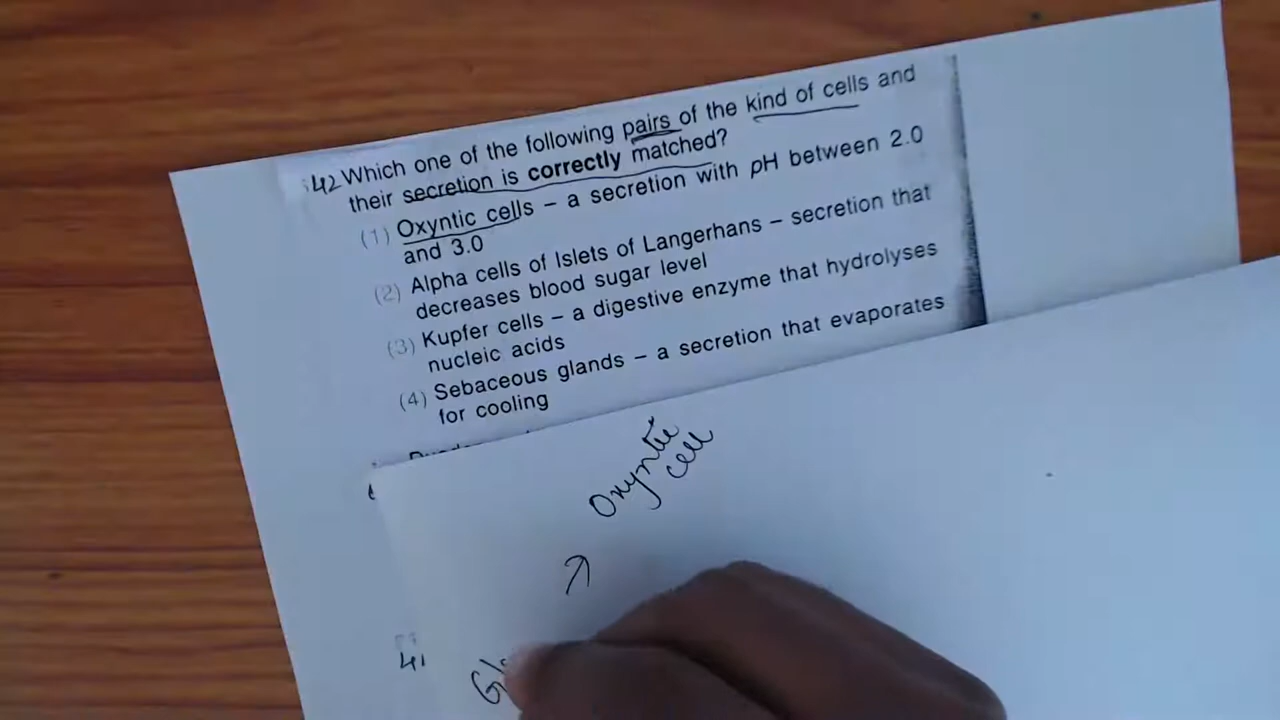 42 Which one of the following pairs of the kind of cells and
their secretion is correctly matched?
(1) Oxyntic cells – a secretion with pH between 2.0
and 3.0
(2) Alpha cells of Islets of Langerhans – secretion that
decreases blood sugar level
(3) Kupfer cells – a digestive enzyme that hydrolyses
nucleic acids
(4) Sebaceous glands – a secretion that evaporates
for cooling
Oxyntic
cell
41